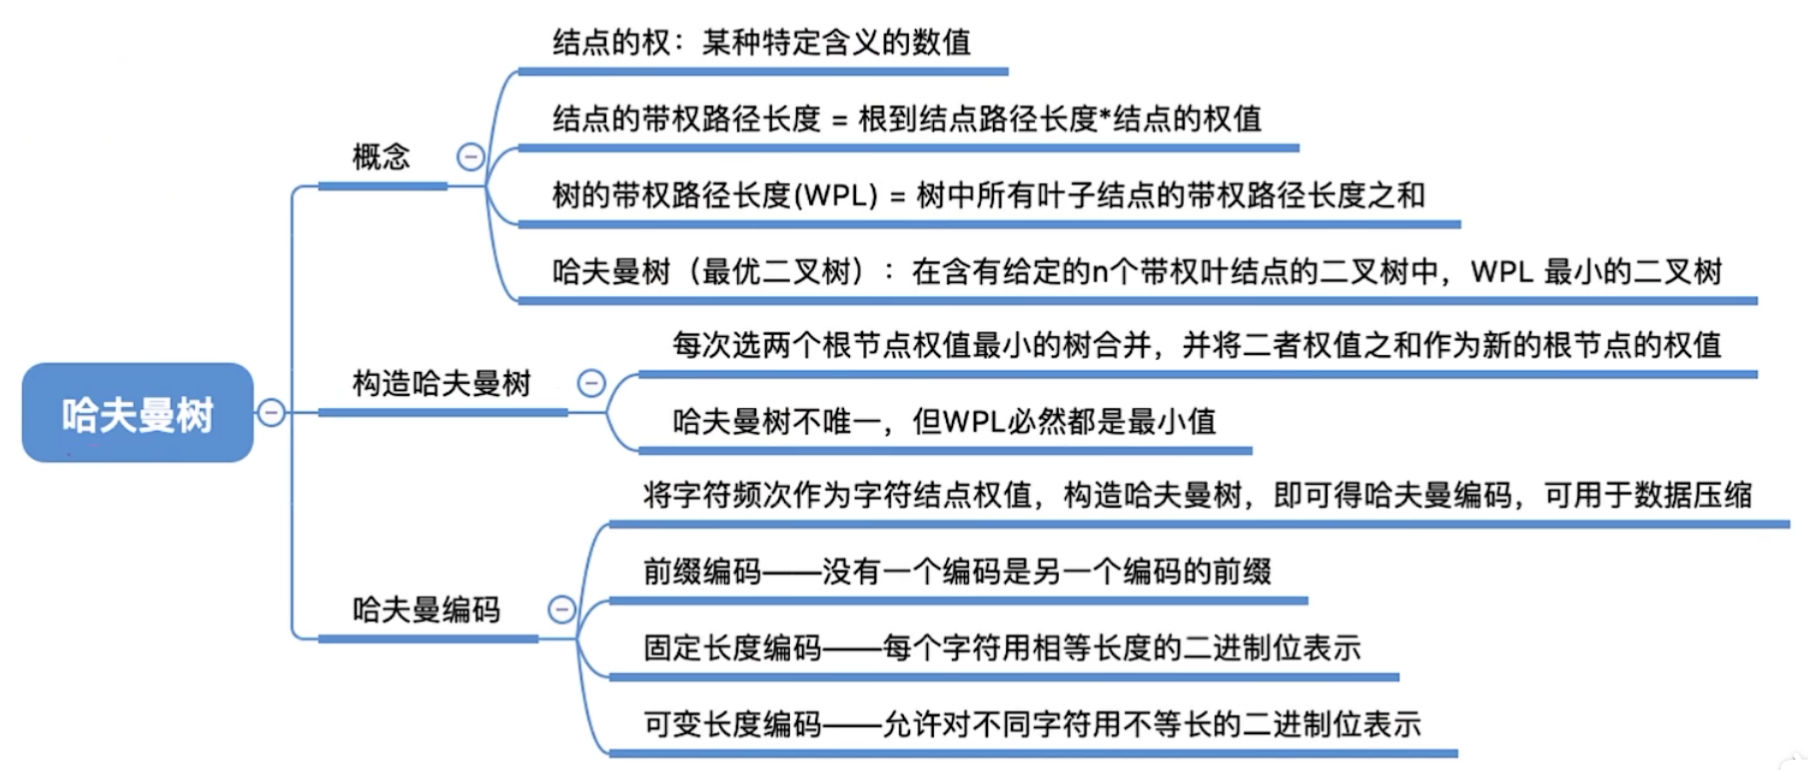 哈夫曼树
概念
结点的权：某种特定含义的数值
结点的带权路径长度 = 根到结点路径长度*结点的权值
树的带权路径长度(WPL) = 树中所有叶子结点的带权路径长度之和
哈夫曼树（最优二叉树）：在含有给定的n个带权叶结点的二叉树中，WPL 最小的二叉树
构造哈夫曼树
每次选两个根节点权值最小的树合并，并将二者权值之和作为新的根节点的权值
哈夫曼树不唯一，但WPL必然都是最小值
哈夫曼编码
将字符频次作为字符结点权值，构造哈夫曼树，即可得哈夫曼编码，可用于数据压缩
前缀编码——没有一个编码是另一个编码的前缀
固定长度编码——每个字符用相等长度的二进制位表示
可变长度编码——允许对不同字符用不等长的二进制位表示